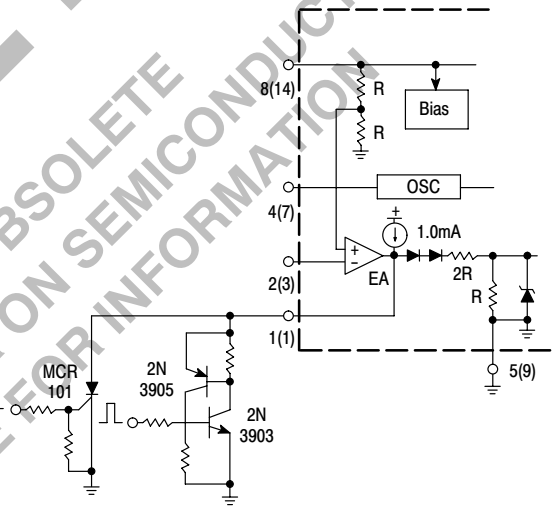 OBSOLETE
ON SEMICONDUCT
FOR INFORMATION
8(14)
R
R
Bias
4(7)
OSC
+
1.0mA
2(3)
+
−
EA
2R
R
1(1)
5(9)
MCR
101
2N
3905
2N
3903